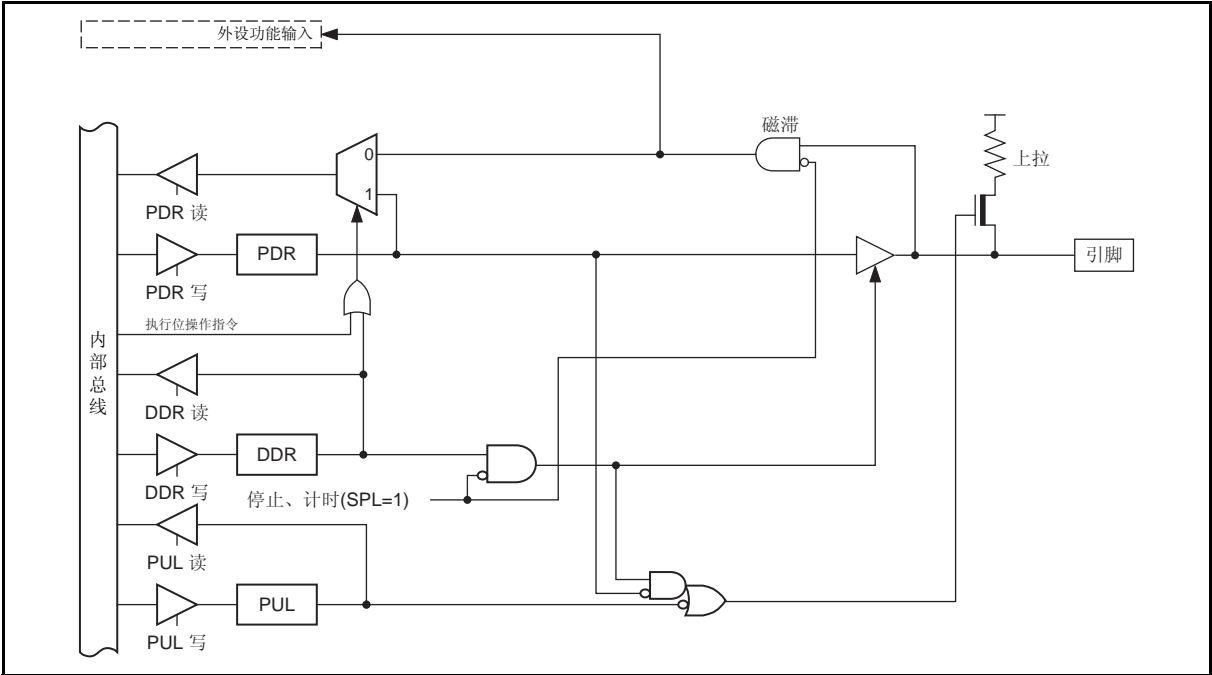 外设功能输入
磁滞
上拉
0
1
PDR 读
PDR
引脚
PDR 写
执行位操作指令
内部总线
DDR 读
DDR
DDR 写
停止、计时(SPL=1)
PUL 读
PUL
PUL 写